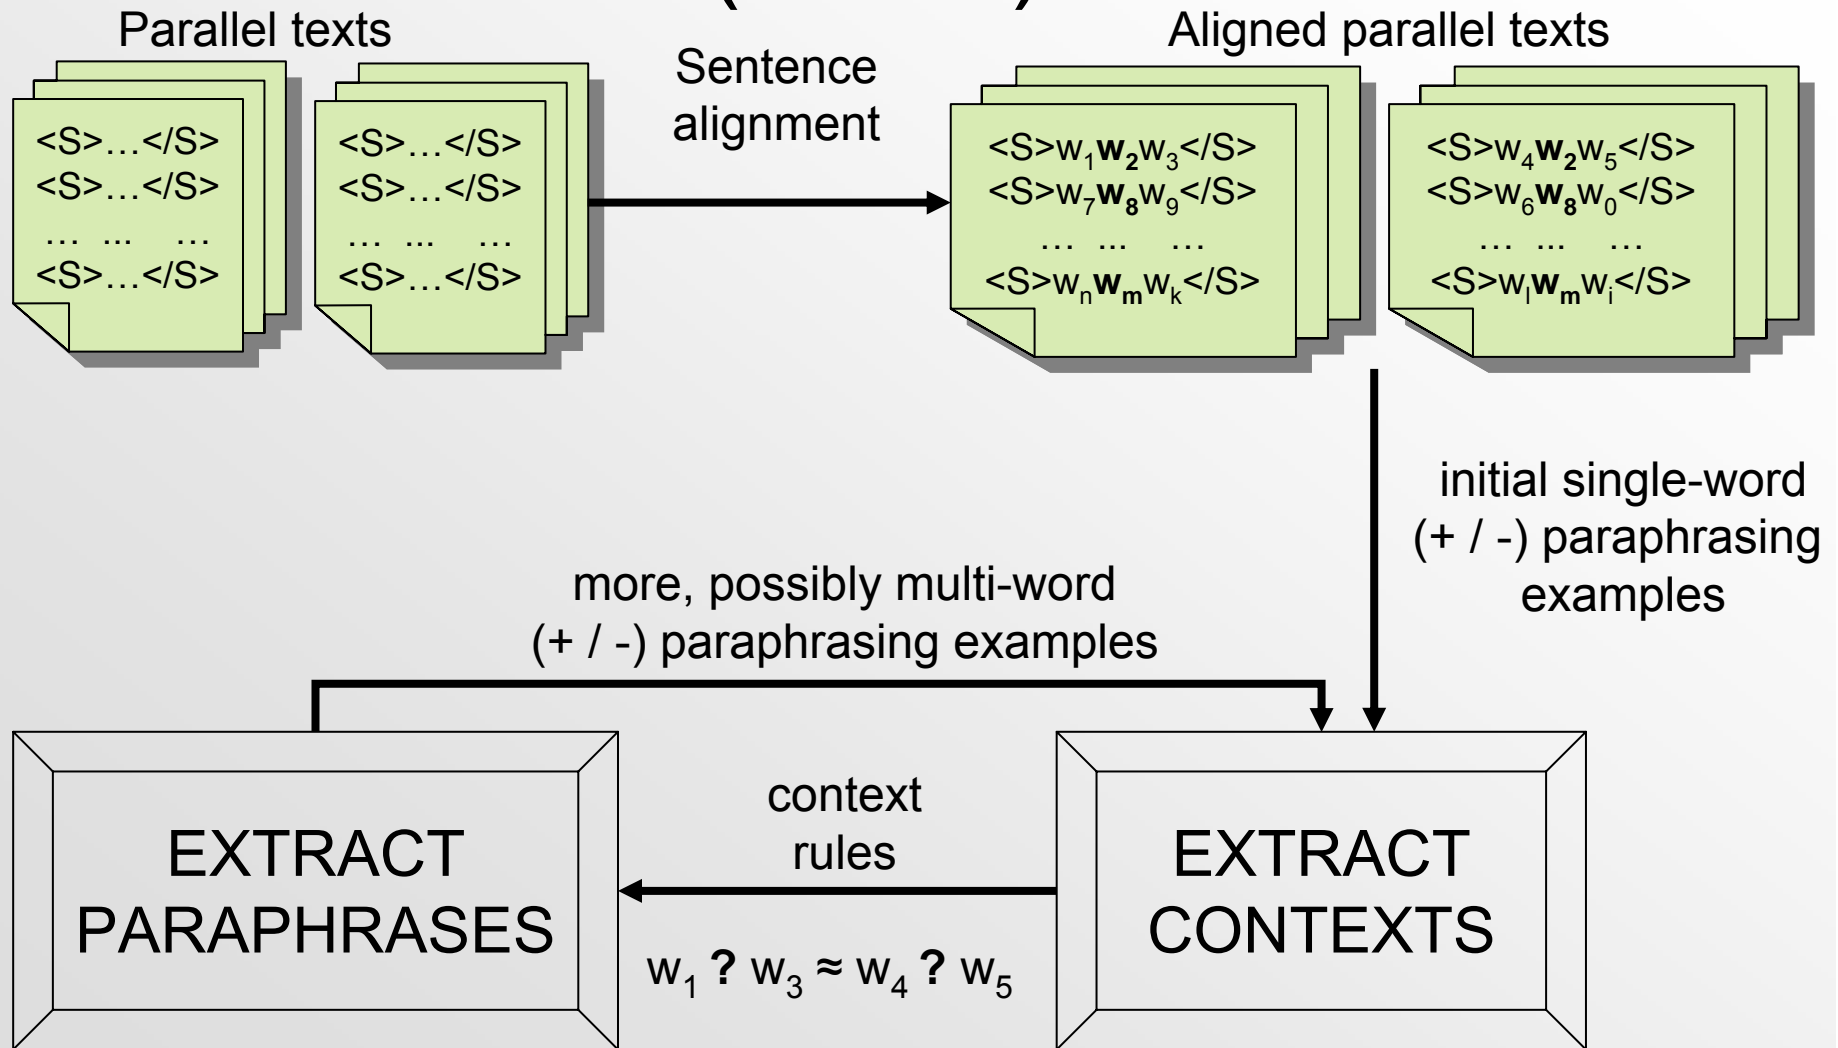 Parallel texts
Sentence
alignment
Aligned parallel texts
<S>…</S>
<S>…</S>
… ... …
<S>…</S>
<S>…</S>
<S>…</S>
… ... …
<S>…</S>
<S>w₁w₂w₃</S>
<S>w₇w₈w₉</S>
… ... …
<S>wₙwₘwₖ</S>
<S>w₄w₂w₅</S>
<S>w₆w₈w₀</S>
… ... …
<S>wₗwₘwᵢ</S>
initial single-word
(+ / -) paraphrasing
examples
more, possibly multi-word
(+ / -) paraphrasing examples
EXTRACT
PARAPHRASES
context
rules
w₁ ? w₃ ≈ w₄ ? w₅
EXTRACT
CONTEXTS